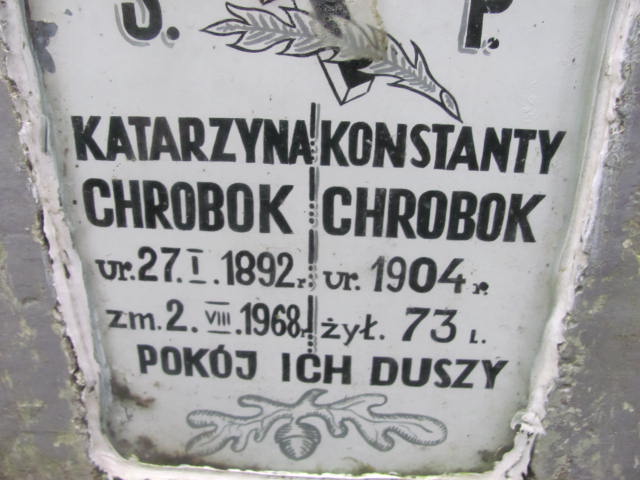 Ś. P.
KATARZYNA KONSTANTY
CHROBOK CHROBOK
ur. 27. I. 1892 r. ur. 1904 r.
zm. 2. VIII. 1968 r. żył. 73 l.
POKÓJ ICH DUSZY